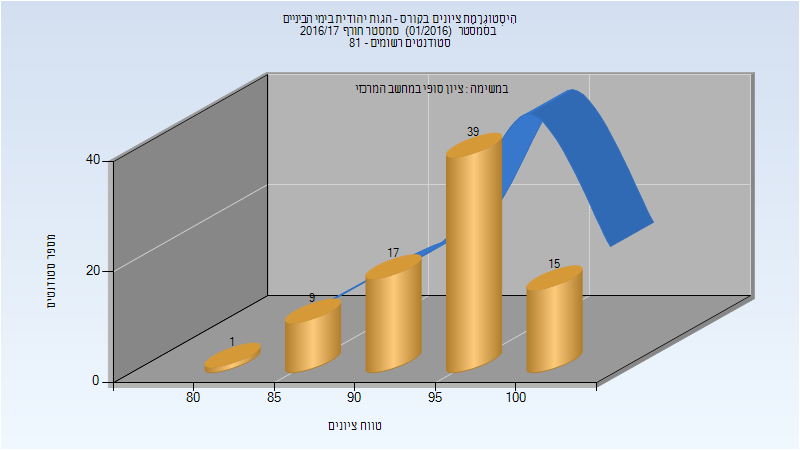 היסטוגרמת ציונים בקורס - הגות יהודית בימי הביניים
בסמסטר (01/2016) סמסטר חורף 2016/17
סטודנטים רשומים - 81
במשימה : ציון סופי במחשב המרכזי
39
40
17
15
20
9
1
0
80 85 90 95 100
מספר סטודנטים
טווח ציונים